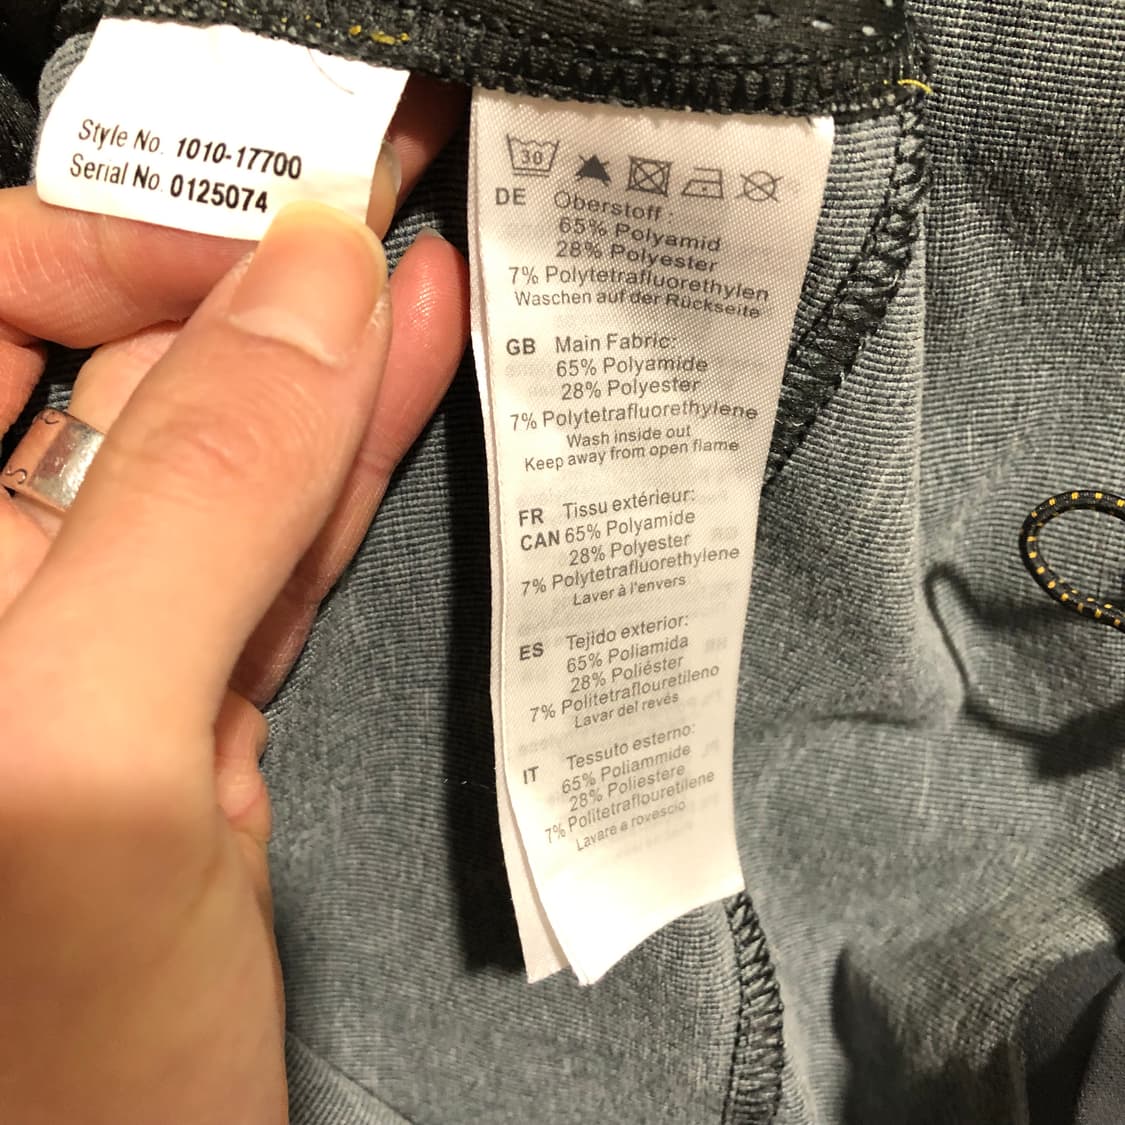 Style No. 1010-17700
Serial No. 0125074
30
DE Oberstoff:
65% Polyamid
28% Polyester
7% Polytetrafluorethylen
Waschen auf der Rückseite
GB Main Fabric:
65% Polyamide
28% Polyester
7% Polytetrafluorethylene
Wash inside out
Keep away from open flame
FR Tissu extérieur:
CAN 65% Polyamide
28% Polyester
7% Polytetrafluorethylene
Laver à l'envers
ES Tejido exterior:
65% Poliamida
28% Poliéster
7% Politetraflouretileno
Lavar del revés
IT Tessuto esterno:
65% Poliammide
28% Poliestere
7% Politetraflouretilene
Lavare a rovescio